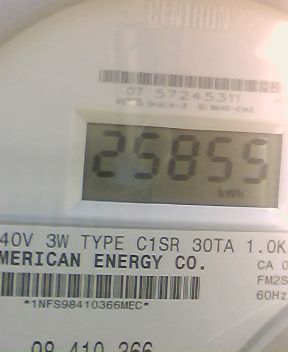 CENTRON
07 57245311
25855
kWh
40V 3W TYPE C1SR 30TA 1.0K
MERICAN ENERGY CO.
CA 0
FM2S
60Hz
*1NFS98410366MEC*
98 410 366